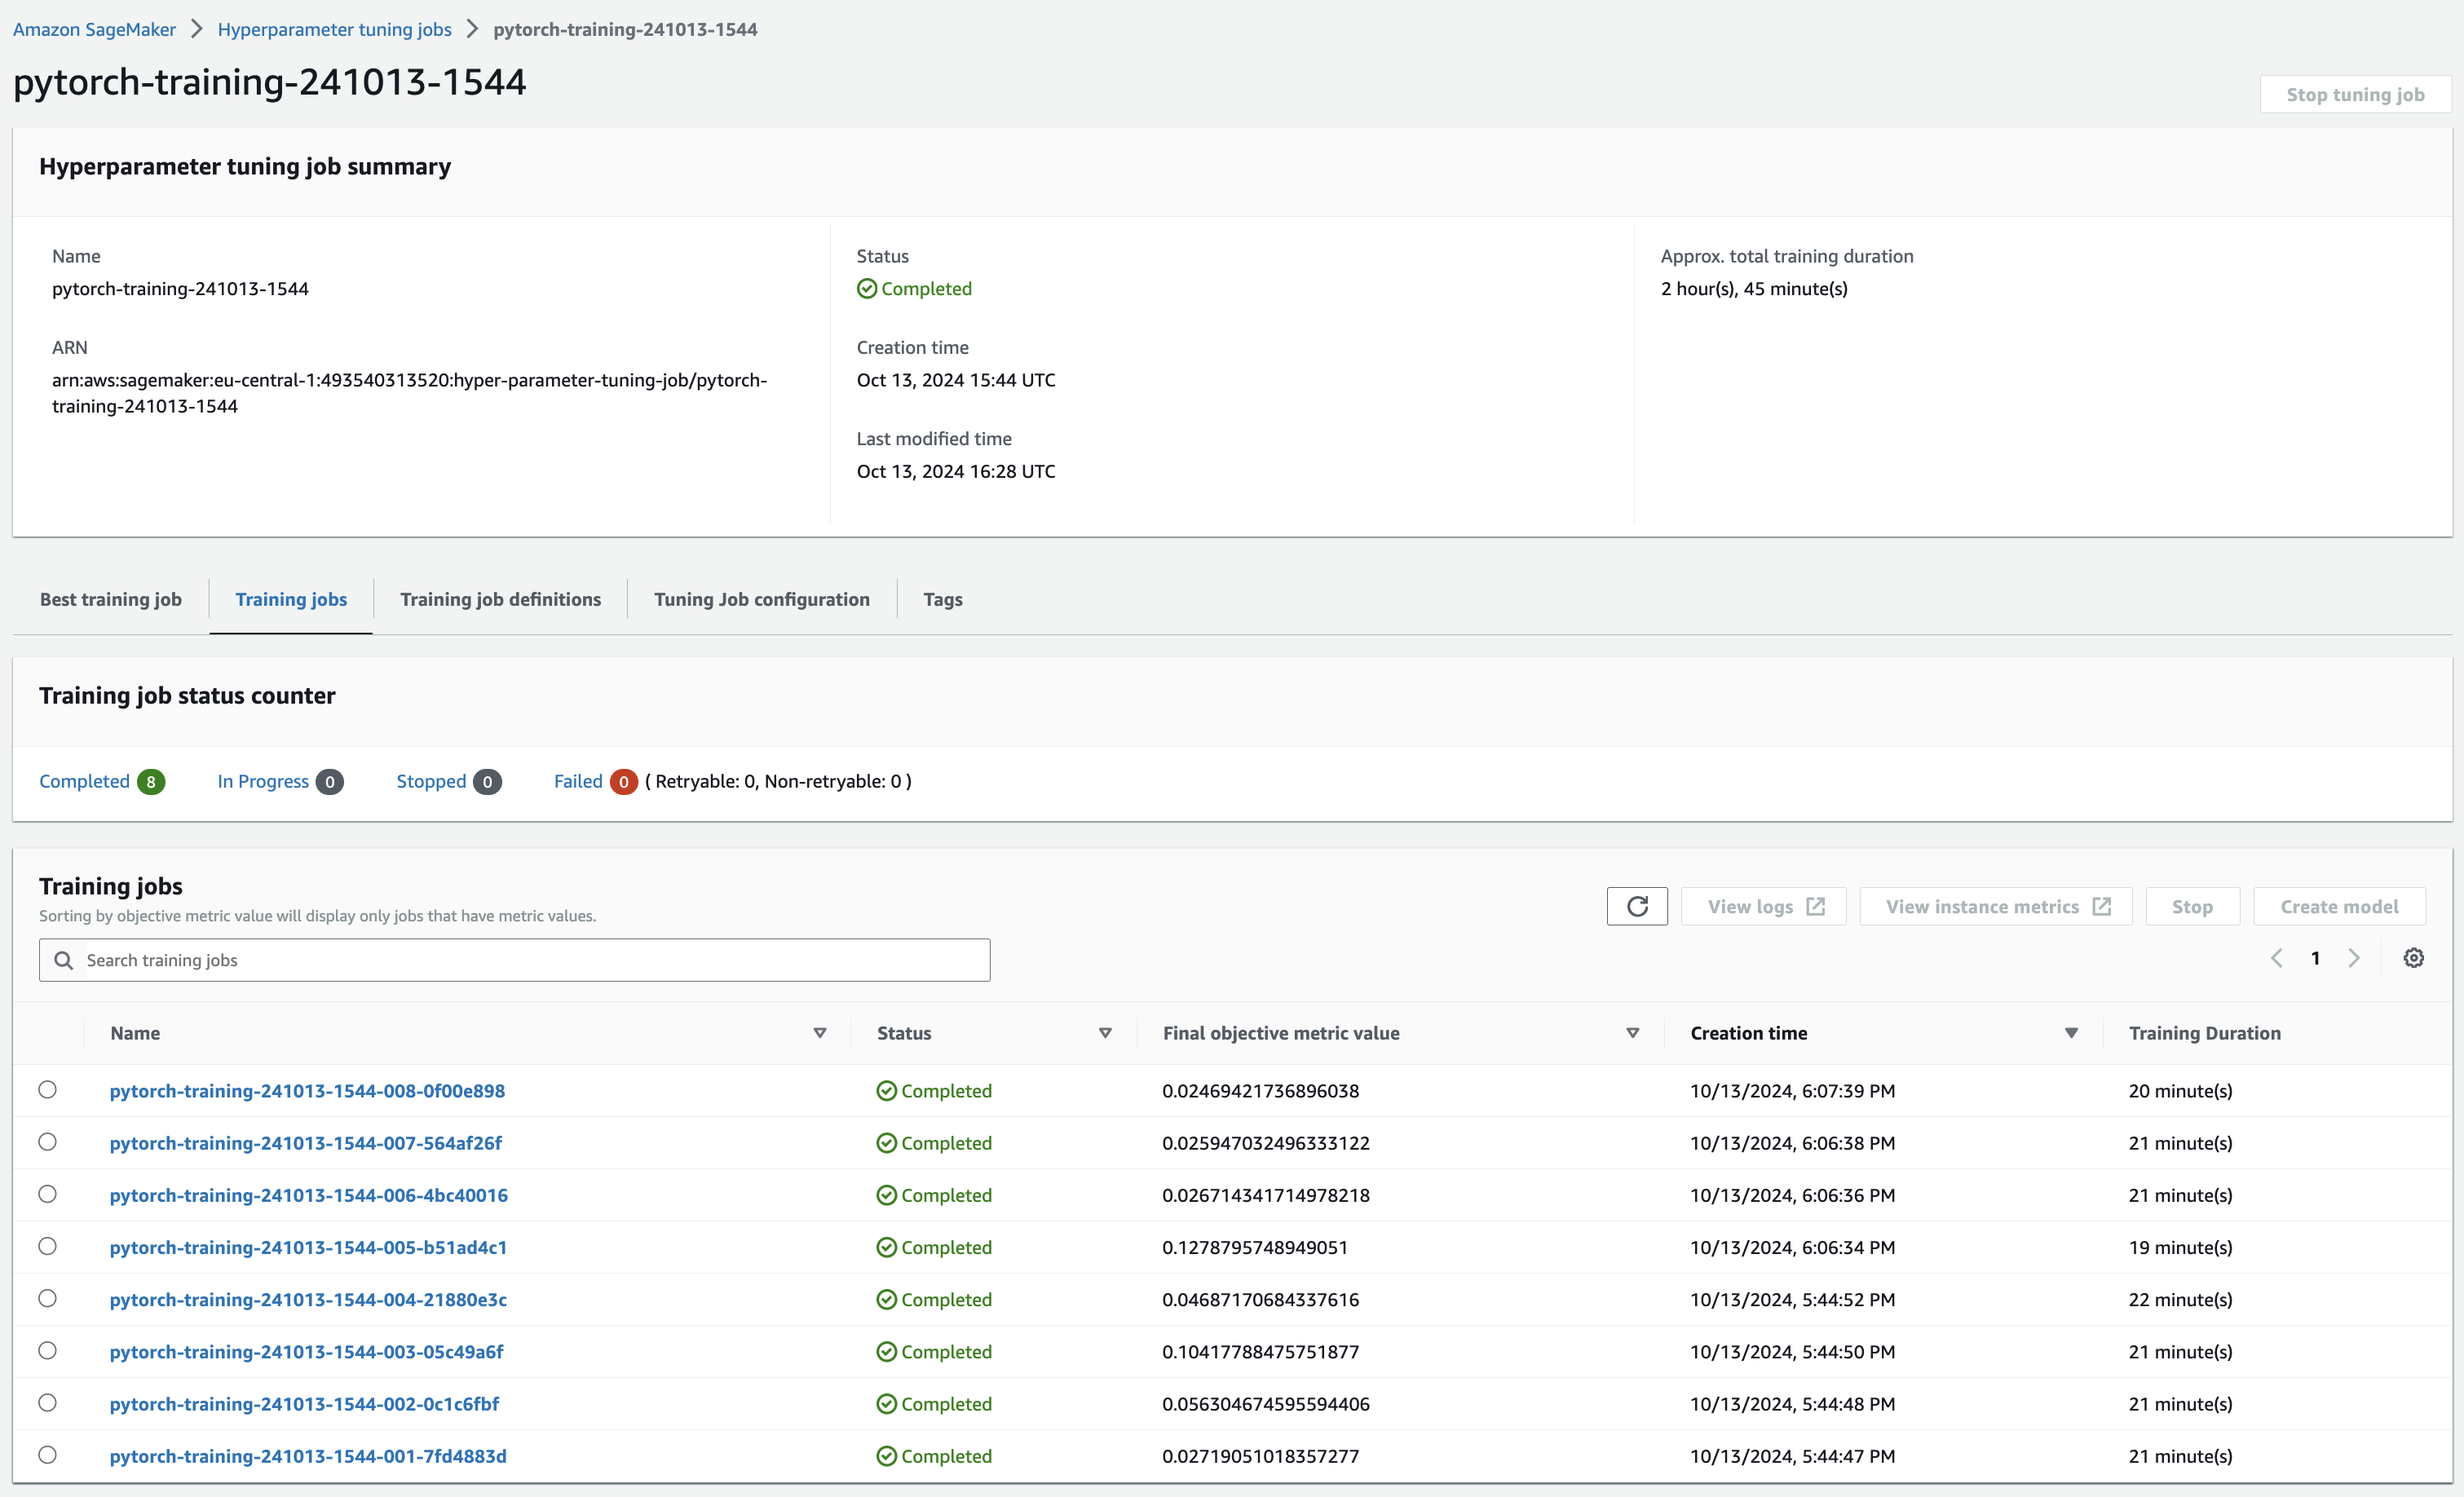 Amazon SageMaker > Hyperparameter tuning jobs > pytorch-training-241013-1544
pytorch-training-241013-1544
Stop tuning job
Hyperparameter tuning job summary
Name
pytorch-training-241013-1544
ARN
arn:aws:sagemaker:eu-central-1:493540313520:hyper-parameter-tuning-job/pytorch-
training-241013-1544
Status
Completed
Creation time
Oct 13, 2024 15:44 UTC
Last modified time
Oct 13, 2024 16:28 UTC
Approx. total training duration
2 hour(s), 45 minute(s)
Best training job Training jobs Training job definitions Tuning Job configuration Tags
Training job status counter
Completed 8 In Progress 0 Stopped 0 Failed 0 ( Retryable: 0, Non-retryable: 0 )
Training jobs
Sorting by objective metric value will display only jobs that have metric values.
View logs View instance metrics Stop Create model
Search training jobs
1
Name Status Final objective metric value Creation time Training Duration
pytorch-training-241013-1544-008-0f00e898 Completed 0.02469421736896038 10/13/2024, 6:07:39 PM 20 minute(s)
pytorch-training-241013-1544-007-564af26f Completed 0.025947032496333122 10/13/2024, 6:06:38 PM 21 minute(s)
pytorch-training-241013-1544-006-4bc40016 Completed 0.026714341714978218 10/13/2024, 6:06:36 PM 21 minute(s)
pytorch-training-241013-1544-005-b51ad4c1 Completed 0.1278795748949051 10/13/2024, 6:06:34 PM 19 minute(s)
pytorch-training-241013-1544-004-21880e3c Completed 0.04687170684337616 10/13/2024, 5:44:52 PM 22 minute(s)
pytorch-training-241013-1544-003-05c49a6f Completed 0.10417788475751877 10/13/2024, 5:44:50 PM 21 minute(s)
pytorch-training-241013-1544-002-0c1c6fbf Completed 0.056304674595594406 10/13/2024, 5:44:48 PM 21 minute(s)
pytorch-training-241013-1544-001-7fd4883d Completed 0.02719051018357277 10/13/2024, 5:44:47 PM 21 minute(s)